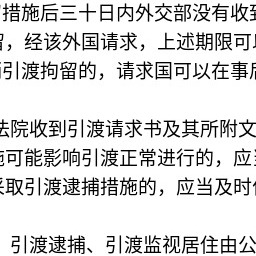 措施后三十日内外交部没有收
，经该外国请求，上述期限可
引渡拘留的，请求国可以在事
法院收到引渡请求书及其所附文
可能影响引渡正常进行的，应
采取引渡逮捕措施的，应当及时
引渡逮捕、引渡监视居住由公